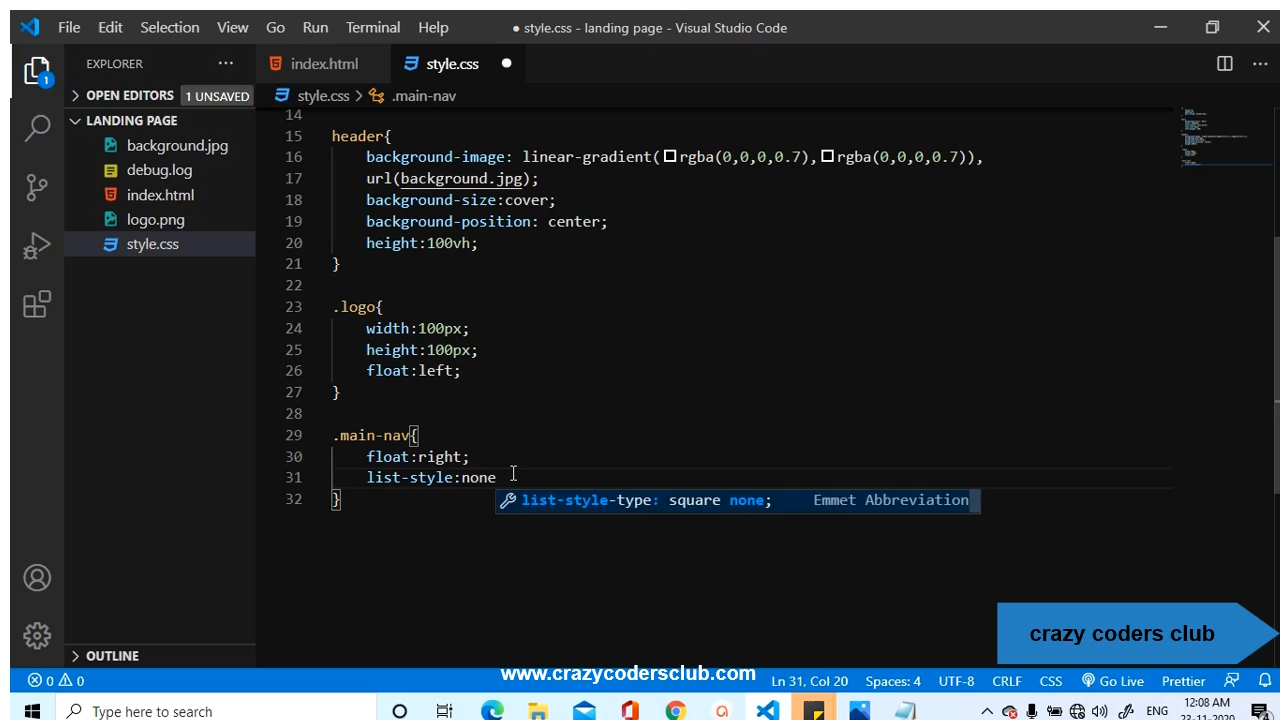 File Edit Selection View Go Run Terminal Help
● style.css - landing page - Visual Studio Code
EXPLORER
index.html
style.css
OPEN EDITORS 1 UNSAVED
style.css > .main-nav
LANDING PAGE
background.jpg
debug.log
index.html
logo.png
style.css
1
14
15 header{
16 background-image: linear-gradient(rgba(0,0,0,0.7),rgba(0,0,0,0.7)),
17 url(background.jpg);
18 background-size:cover;
19 background-position: center;
20 height:100vh;
21 }
22
23 .logo{
24 width:100px;
25 height:100px;
26 float:left;
27 }
28
29 .main-nav{
30 float:right;
31 list-style:none
32 }
list-style-type: square none; Emmet Abbreviation
OUTLINE
crazy coders club
www.crazycodersclub.com
0 0
Ln 31, Col 20 Spaces: 4 UTF-8 CRLF CSS Go Live Prettier
Type here to search
ENG
12:08 AM